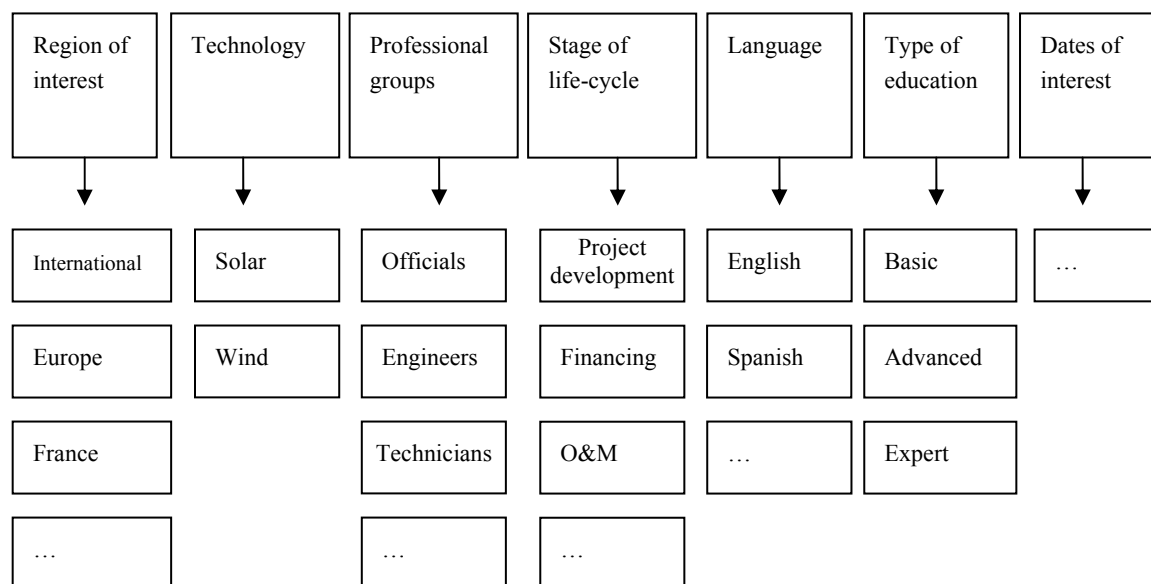 Region of
interest
Technology
Professional
groups
Stage of
life-cycle
Language
Type of
education
Dates of
interest
International
Solar
Officials
Project
development
English
Basic
…
Europe
Wind
Engineers
Financing
Spanish
Advanced
France
Technicians
O&M
…
Expert
…
…
…